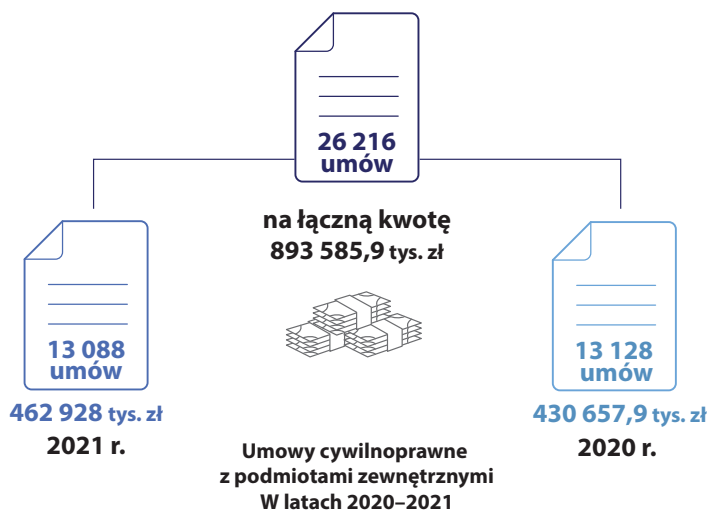 26 216
umów
na łączną kwotę
893 585,9 tys. zł
13 088
umów
462 928 tys. zł
2021 r.
13 128
umów
430 657,9 tys. zł
2020 r.
Umowy cywilnoprawne
z podmiotami zewnętrznymi
W latach 2020–2021